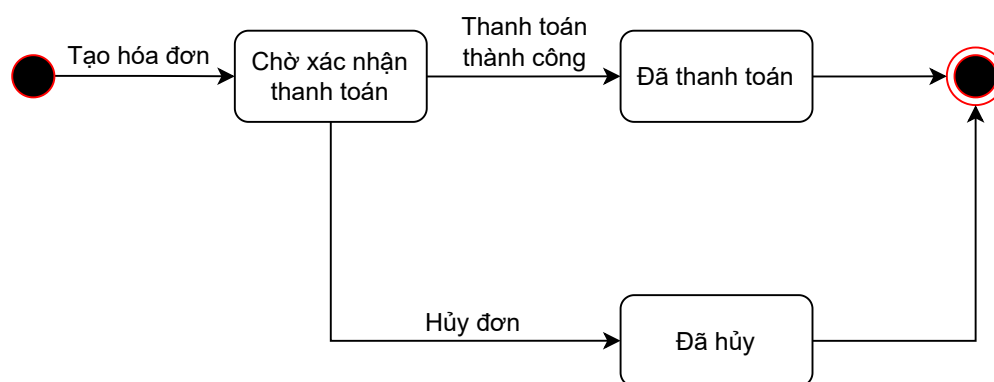 Tạo hóa đơn
Chờ xác nhận
thanh toán
Thanh toán
thành công
Đã thanh toán
Hủy đơn
Đã hủy